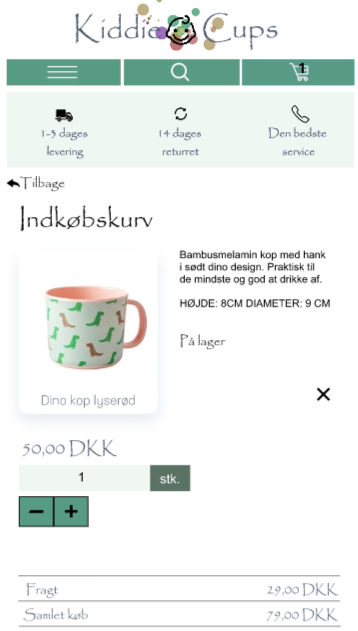 Kiddie Cups
1
1-3 dages
levering
14 dages
returret
Den bedste
service
Tilbage
Indkøbskurv
Bambusmelamin kop med hank
i sødt dino design. Praktisk til
de mindste og god at drikke af.
HØJDE: 8CM DIAMETER: 9 CM
På lager
Dino kop lyserød
50,00 DKK
1
stk.
Fragt 29,00 DKK
Samlet køb 79,00 DKK